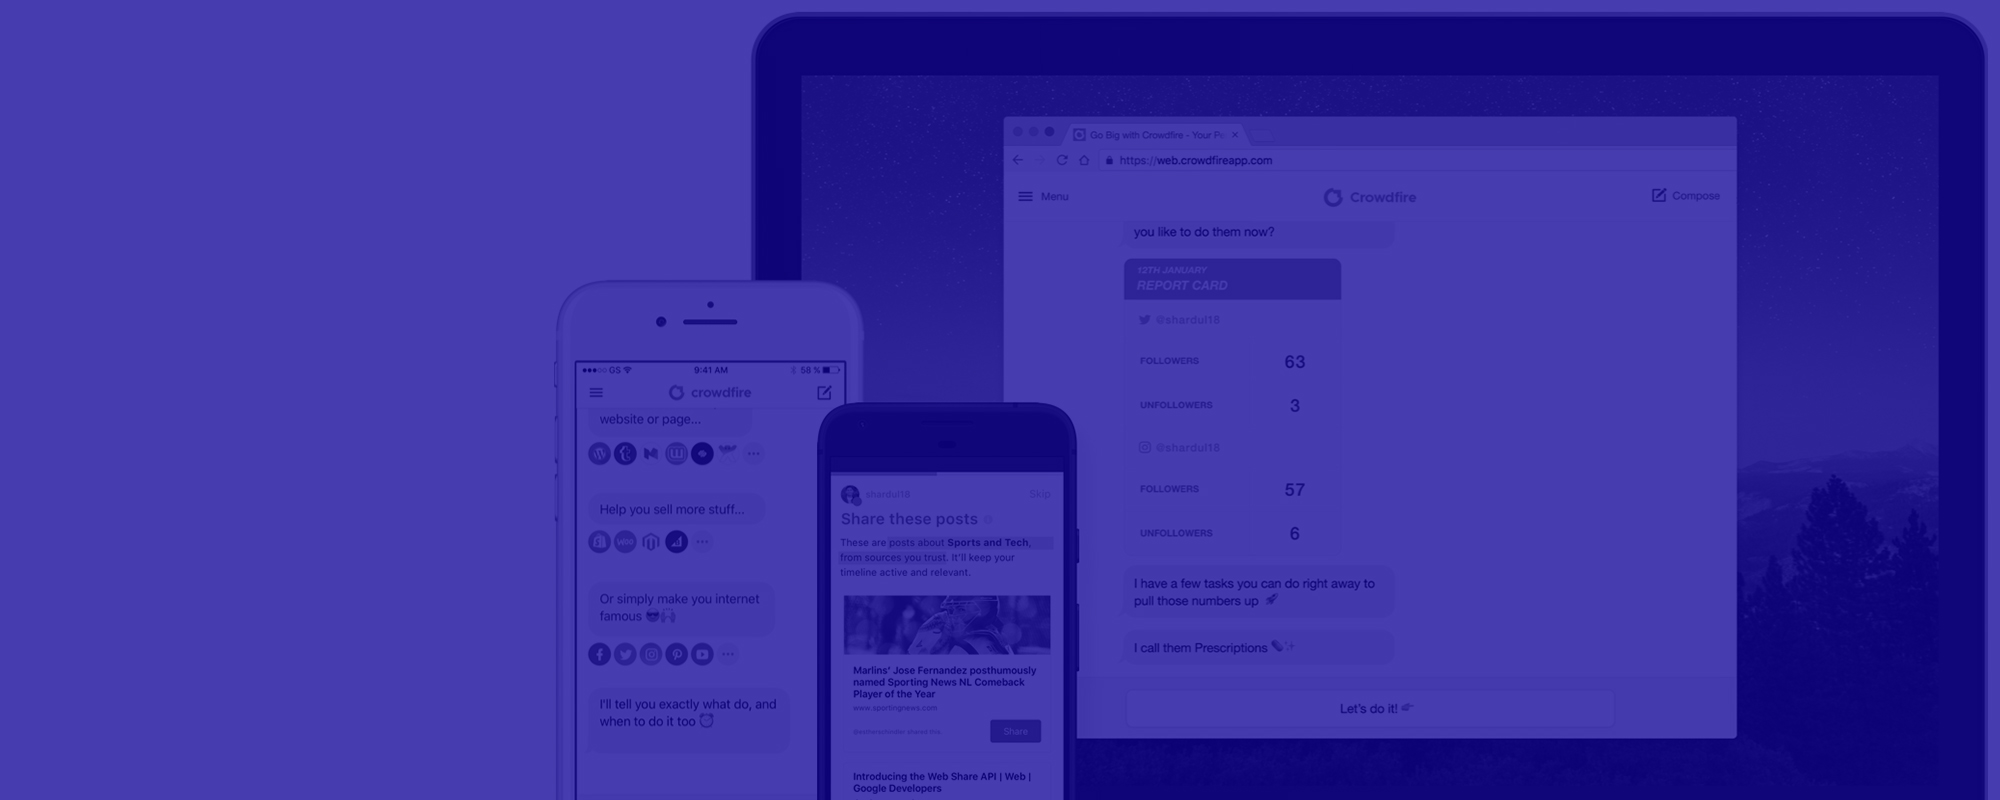 Go Big with Crowdfire - Your Pe
https://web.crowdfireapp.com
Menu
Crowdfire
Compose
you like to do them now?
12TH JANUARY
REPORT CARD
@shardul18
FOLLOWERS 63
UNFOLLOWERS 3
@shardul18
FOLLOWERS 57
UNFOLLOWERS 6
I have a few tasks you can do right away to
pull those numbers up
I call them Prescriptions
Let's do it!
GS 9:41 AM 58 %
crowdfire
website or page...
Help you sell more stuff...
Woo
Or simply make you internet
famous
I'll tell you exactly what do, and
when to do it too
shardul18
Skip
Share these posts
These are posts about Sports and Tech,
from sources you trust. It'll keep your
timeline active and relevant.
Marlins' Jose Fernandez posthumously
named Sporting News NL Comeback
Player of the Year
www.sportingnews.com
shared this
Share
Introducing the Web Share API | Web |
Google Developers